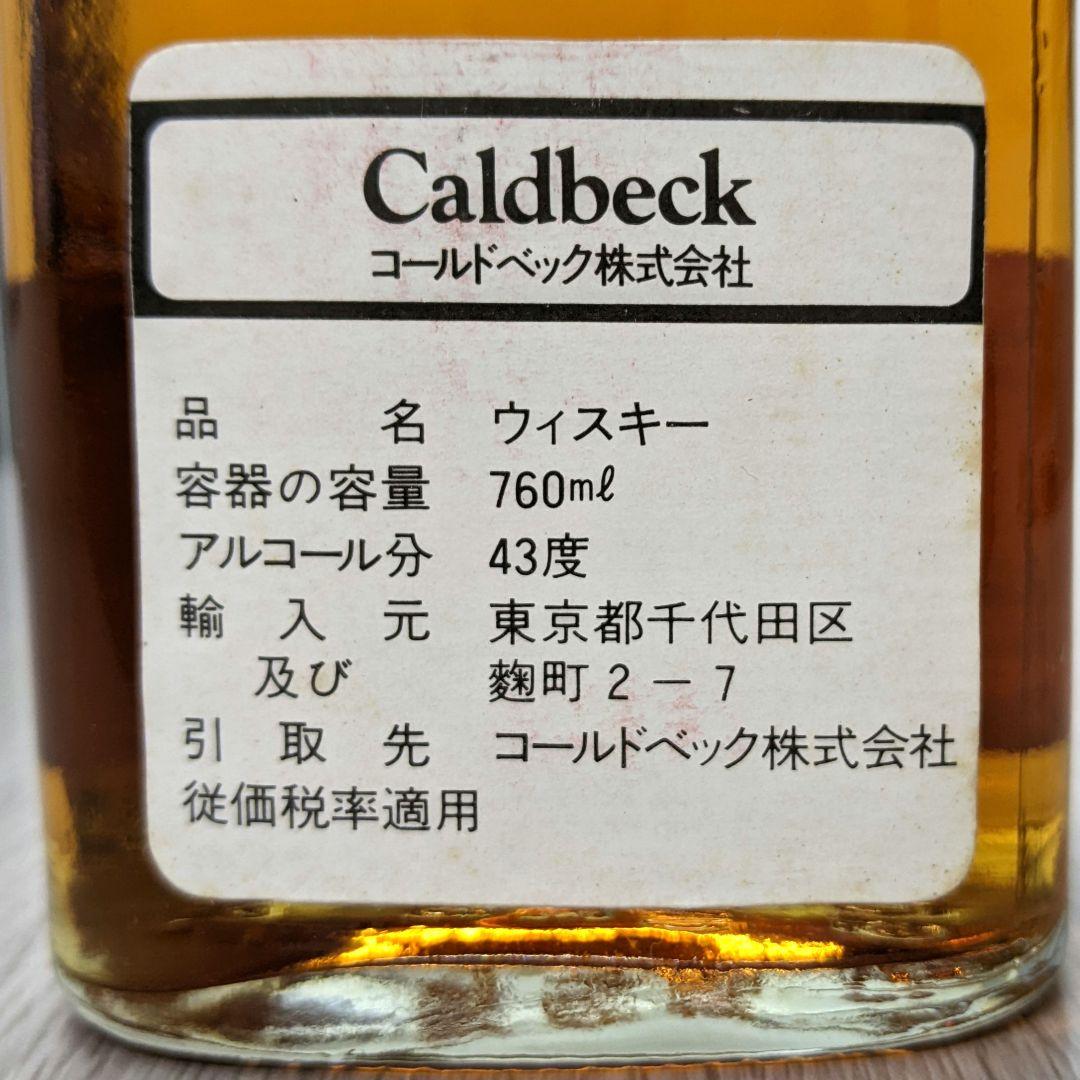 Caldbeck
コールドベック株式会社
品名 ウィスキー
容器の容量 760mℓ
アルコール分 43度
輸入元 東京都千代田区
及び 麴町2-7
引取先 コールドベック株式会社
従価税率適用